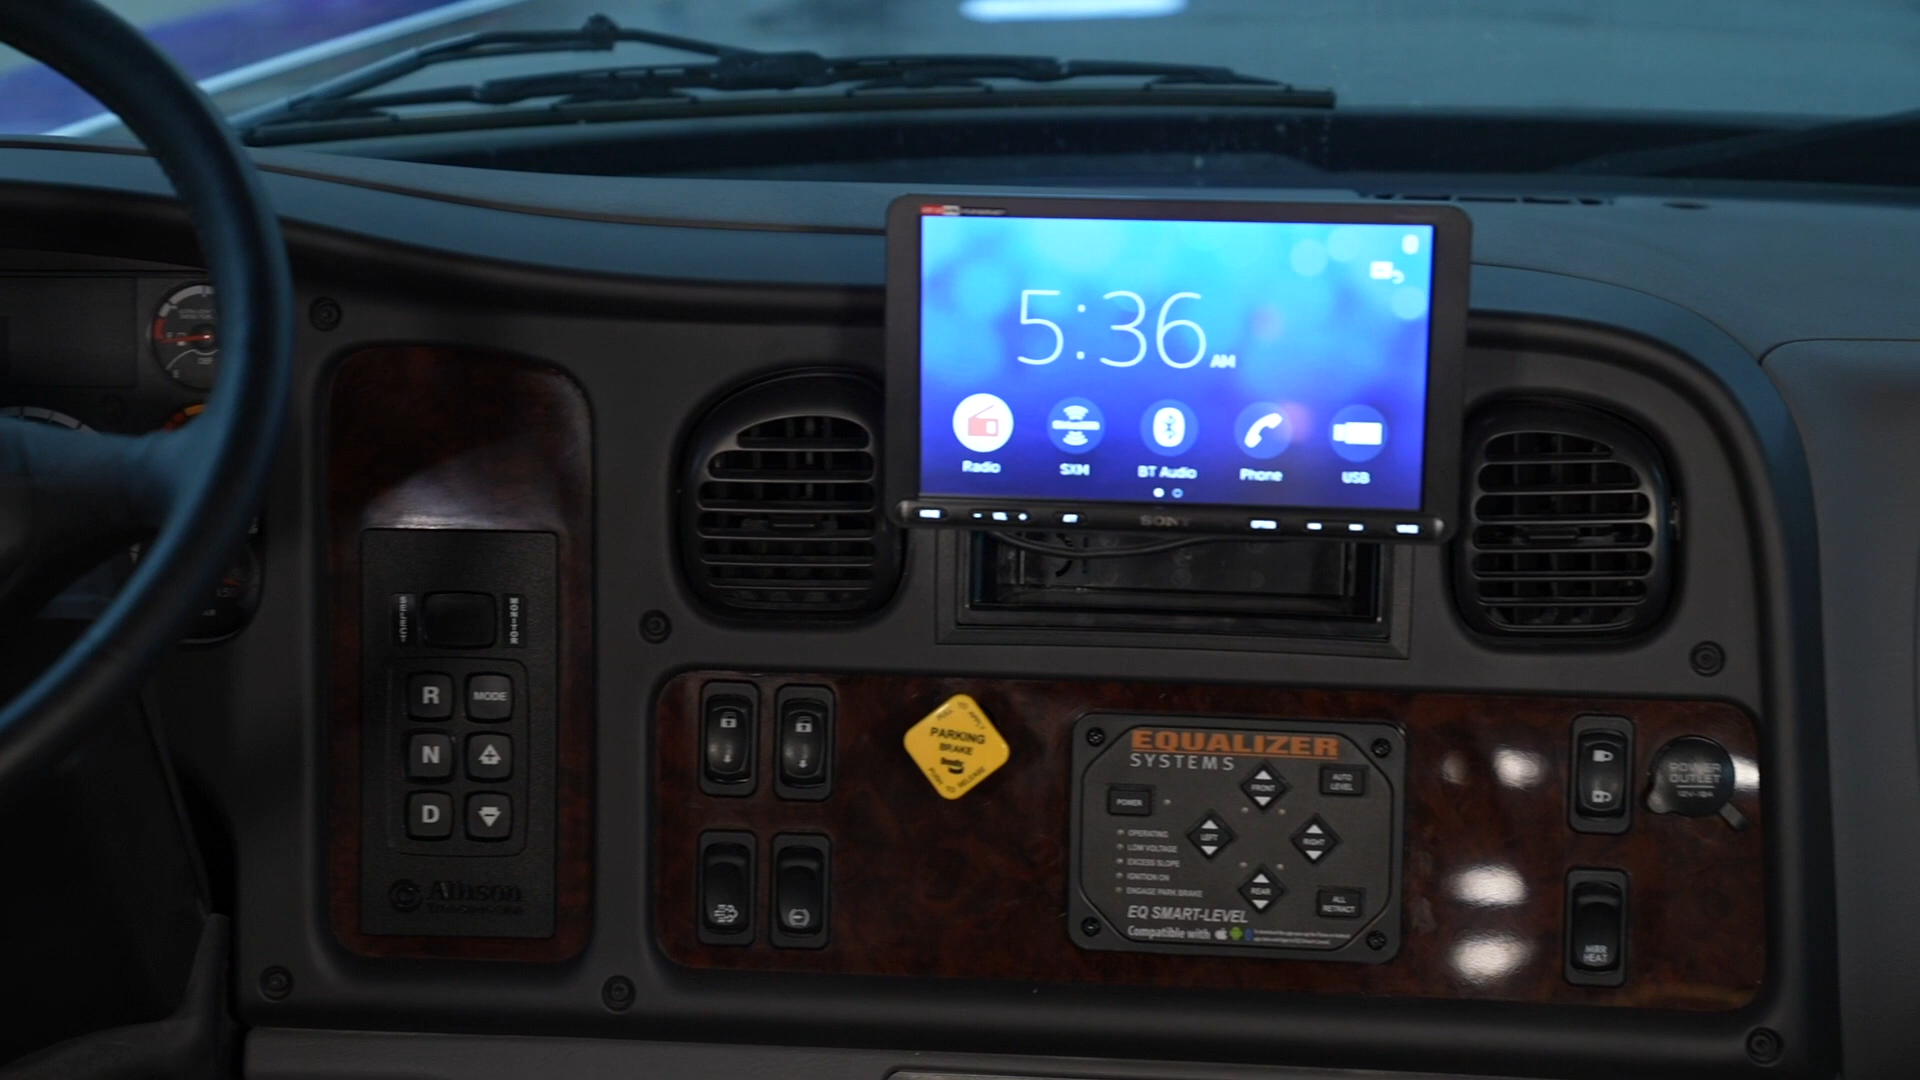 5:36 AM
Radio
SXM
BT Audio
Phone
USB
SONY
R
MODE
N
D
Allison
PARKING
BRAKE
EQUALIZER
SYSTEMS
FRONT
AUTO
LEVEL
POWER
LEFT
RIGHT
OPERATING
LOW VOLTAGE
EXCESS SLOPE
IGNITION ON
ENGAGE PARK BRAKE
REAR
ALL
RETRACT
EQ SMART-LEVEL
Compatible with
POWER
OUTLET
MIRR
HEAT